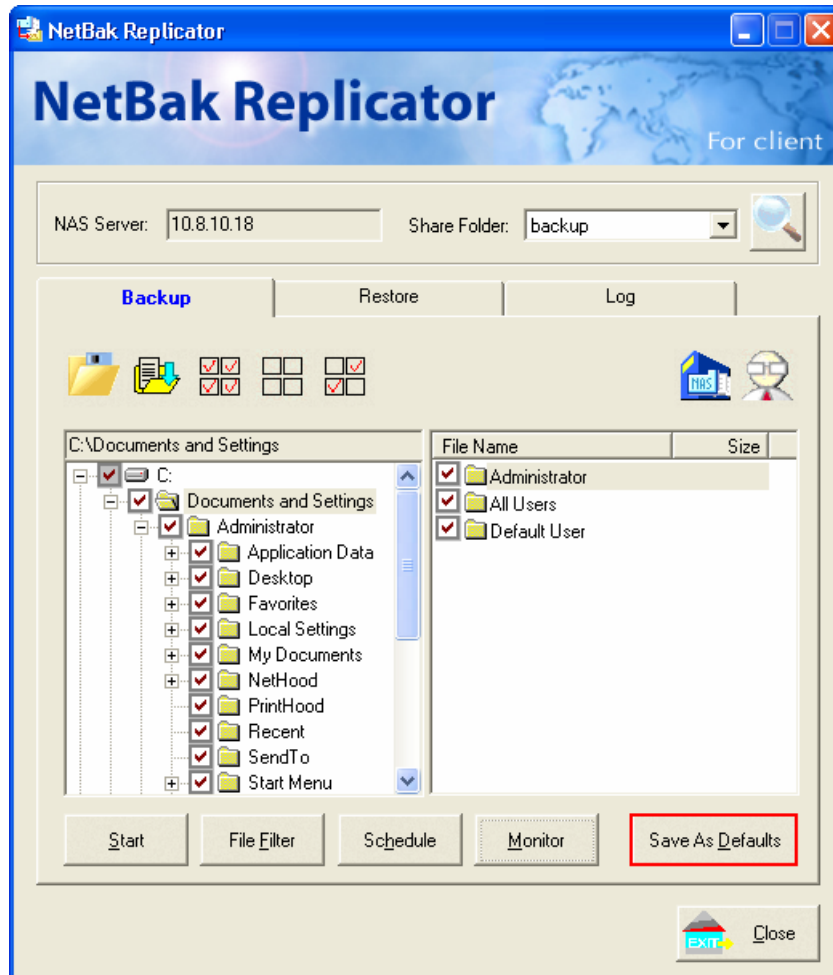 NetBak Replicator
NetBak Replicator
For client
NAS Server: 10.8.10.18 Share Folder: backup
Backup Restore Log
NAS
C:\Documents and Settings
C:
Documents and Settings
Administrator
Application Data
Desktop
Favorites
Local Settings
My Documents
NetHood
PrintHood
Recent
SendTo
Start Menu
File Name Size
Administrator
All Users
Default User
Start File Filter Schedule Monitor Save As Defaults
EXIT Close